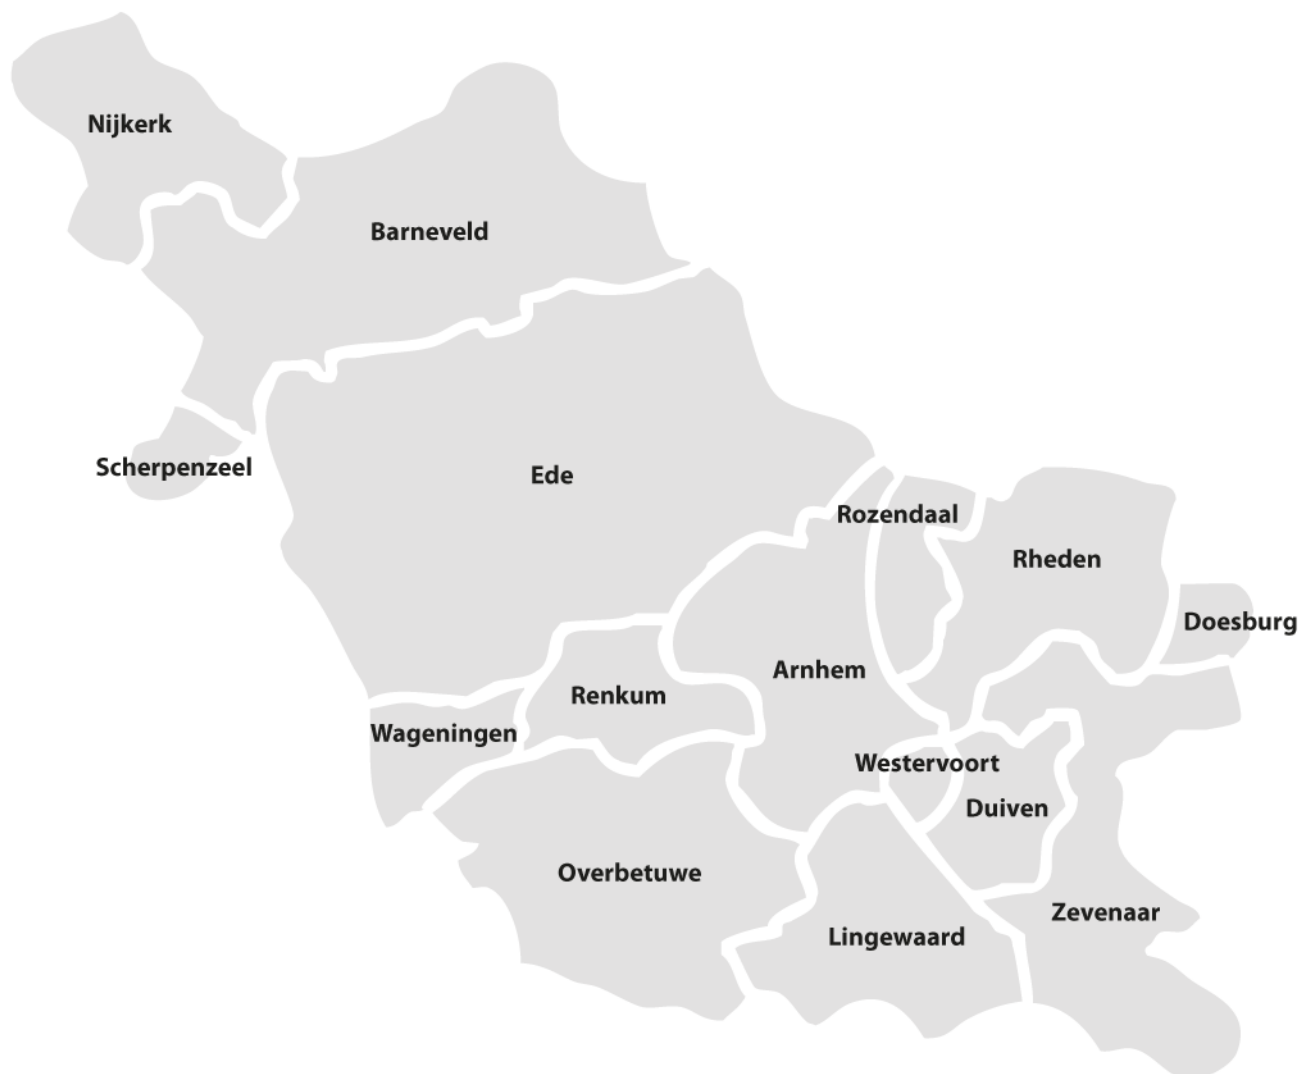 Nijkerk
Barneveld
Scherpenzeel
Ede
Rozendaal
Rheden
Doesburg
Arnhem
Renkum
Wageningen
Westervoort
Duiven
Overbetuwe
Zevenaar
Lingewaard